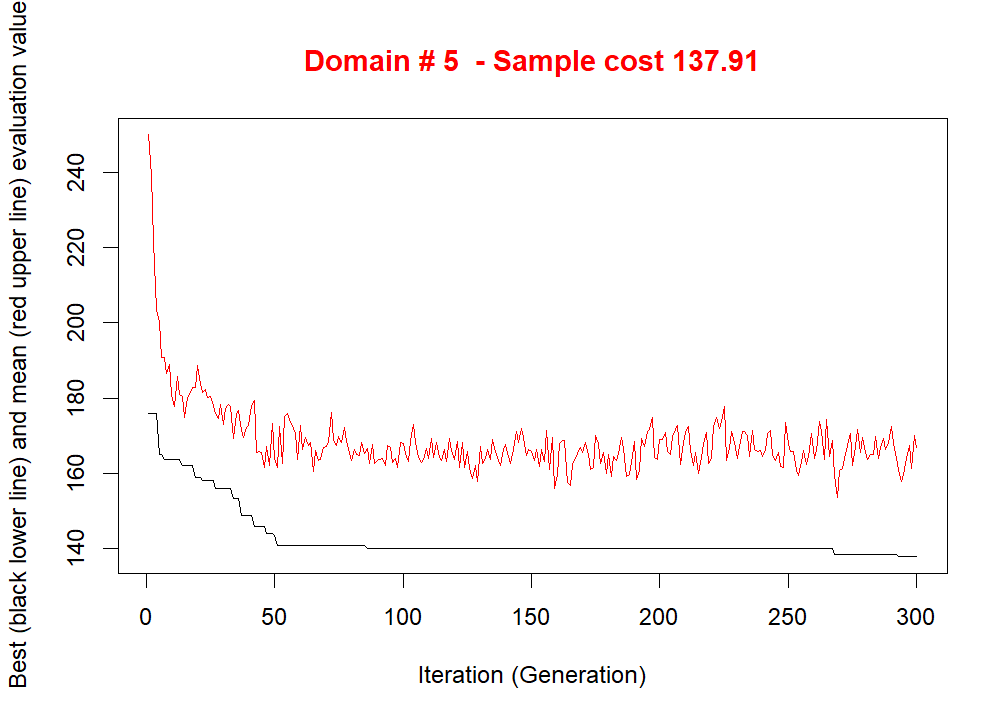 Domain # 5 - Sample cost 137.91
Best (black lower line) and mean (red upper line) evaluation value
240
220
200
180
160
140
0 50 100 150 200 250 300
Iteration (Generation)